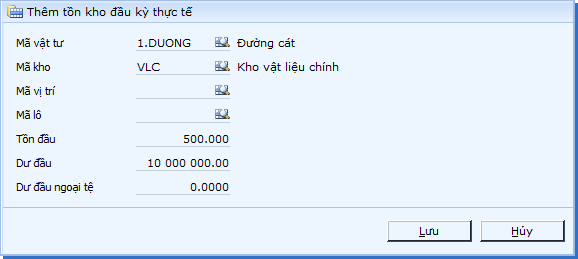 Thêm tồn kho đầu kỳ thực tế
Mã vật tư 1.DUONG Đường cát
Mã kho VLC Kho vật liệu chính
Mã vị trí
Mã lô
Tồn đầu 500.000
Dư đầu 10 000 000.00
Dư đầu ngoại tệ 0.0000
Lưu Hủy